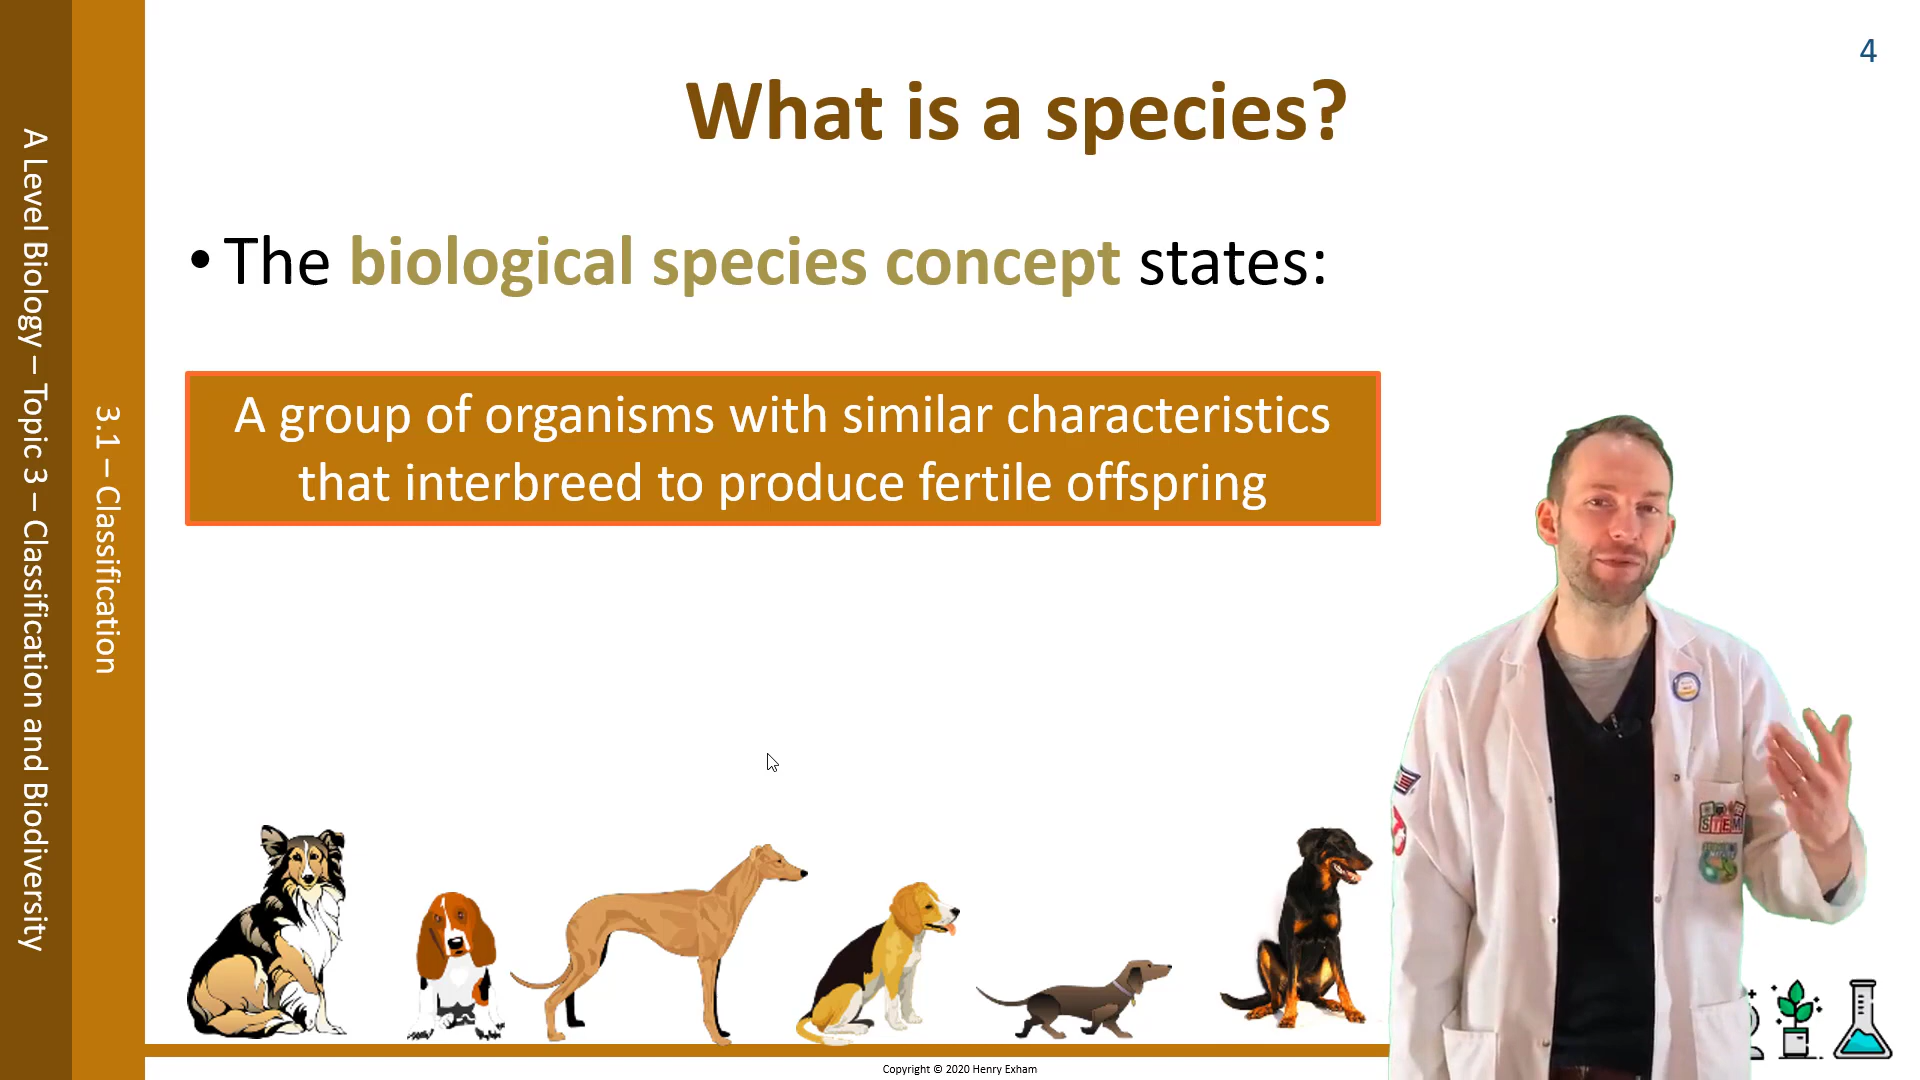 4
What is a species?
• The biological species concept states:
A group of organisms with similar characteristics
that interbreed to produce fertile offspring
A Level Biology – Topic 3 – Classification and Biodiversity
3.1 – Classification
STEM
Copyright © 2020 Henry Exham